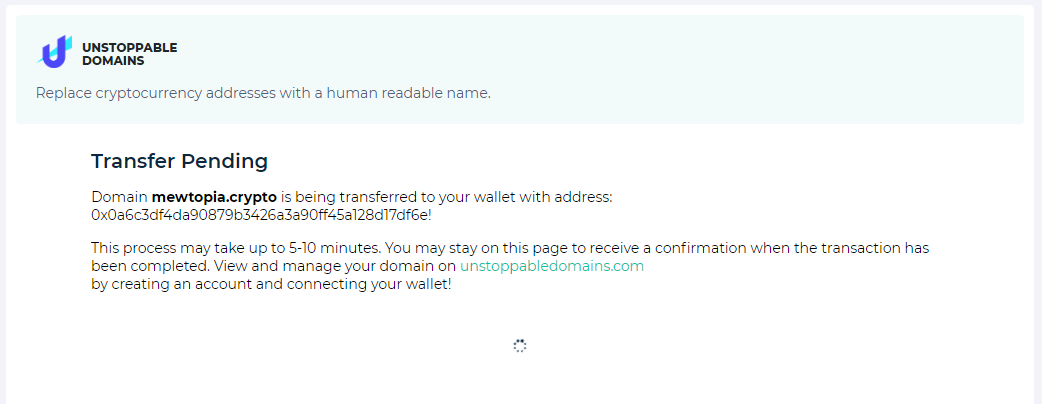 UNSTOPPABLE
DOMAINS
Replace cryptocurrency addresses with a human readable name.
Transfer Pending
Domain mewtopia.crypto is being transferred to your wallet with address:
0x0a6c3df4da90879b3426a3a90ff45a128d17df6e!
This process may take up to 5-10 minutes. You may stay on this page to receive a confirmation when the transaction has
been completed. View and manage your domain on unstoppabledomains.com
by creating an account and connecting your wallet!